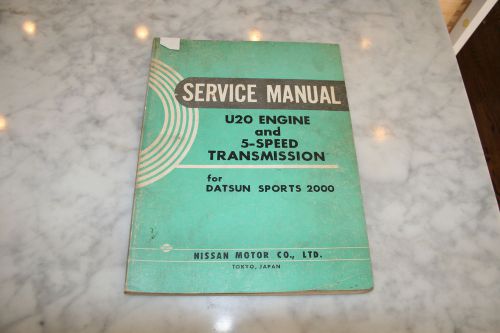 SERVICE MANUAL
U20 ENGINE
and
5-SPEED
TRANSMISSION
for
DATSUN SPORTS 2000
NISSAN MOTOR CO., LTD.
TOKYO, JAPAN